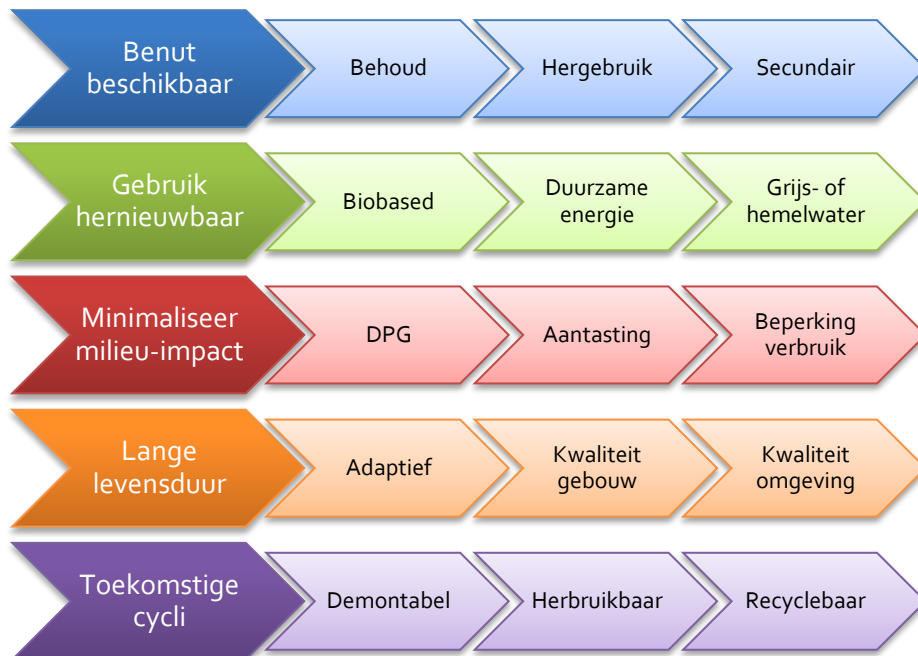 Benut
beschikbaar
Behoud
Hergebruik
Secundair
Gebruik
hernieuwbaar
Biobased
Duurzame
energie
Grijs- of
hemelwater
Minimaliseer
milieu-impact
DPG
Aantasting
Beperking
verbruik
Lange
levensduur
Adaptief
Kwaliteit
gebouw
Kwaliteit
omgeving
Toekomstige
cycli
Demontabel
Herbruikbaar
Recyclebaar